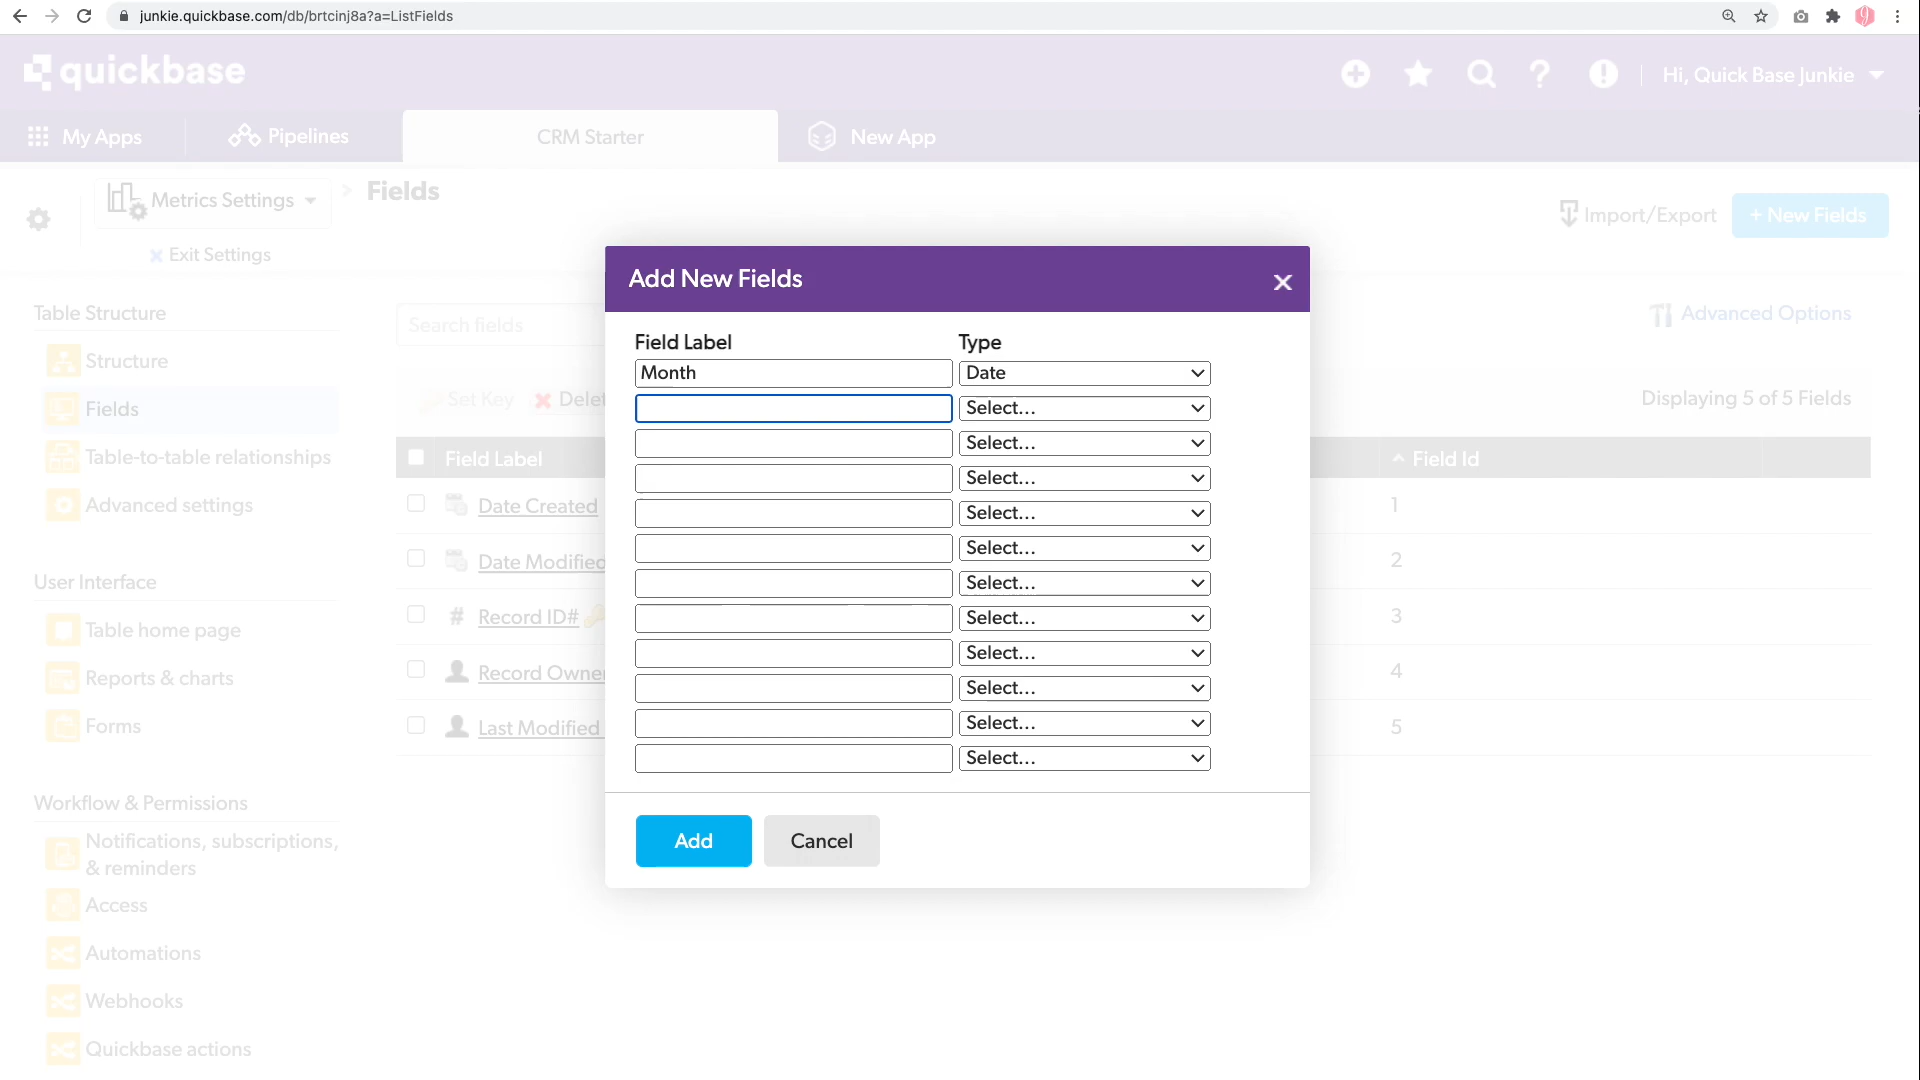 junkie.quickbase.com/db/brtcinj8a?a=ListFields
quickbase
Hi, Quick Base Junkie
My Apps
Pipelines
CRM Starter
New App
Metrics Settings
> Fields
Import/Export
+ New Fields
Exit Settings
Add New Fields
Table Structure
Search fields
Advanced Options
Field Label Type
Structure
Month Date
Fields
Set Key
Delet
Displaying 5 of 5 Fields
Select...
Select...
Table-to-table relationships
Field Label
Field Id
Select...
Advanced settings
Date Created
1
Select...
Date Modified
2
Select...
User Interface
Select...
Table home page
# Record ID#
3
Select...
Select...
Reports & charts
Record Owner
4
Select...
Forms
Last Modified
5
Select...
Select...
Workflow & Permissions
Notifications, subscriptions,
& reminders
Add
Cancel
Access
Automations
Webhooks
Quickbase actions